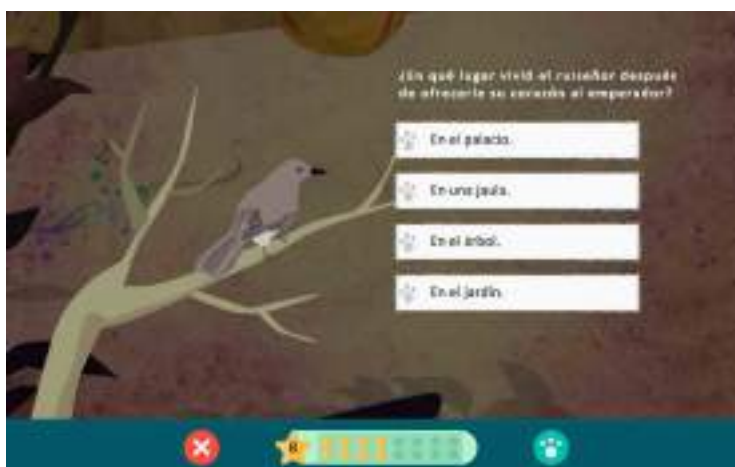 ¿En qué lugar vivió el ruiseñor después
de ofrecerle su corazón al emperador?
En el palacio.
En una jaula.
En el árbol.
En el jardín.